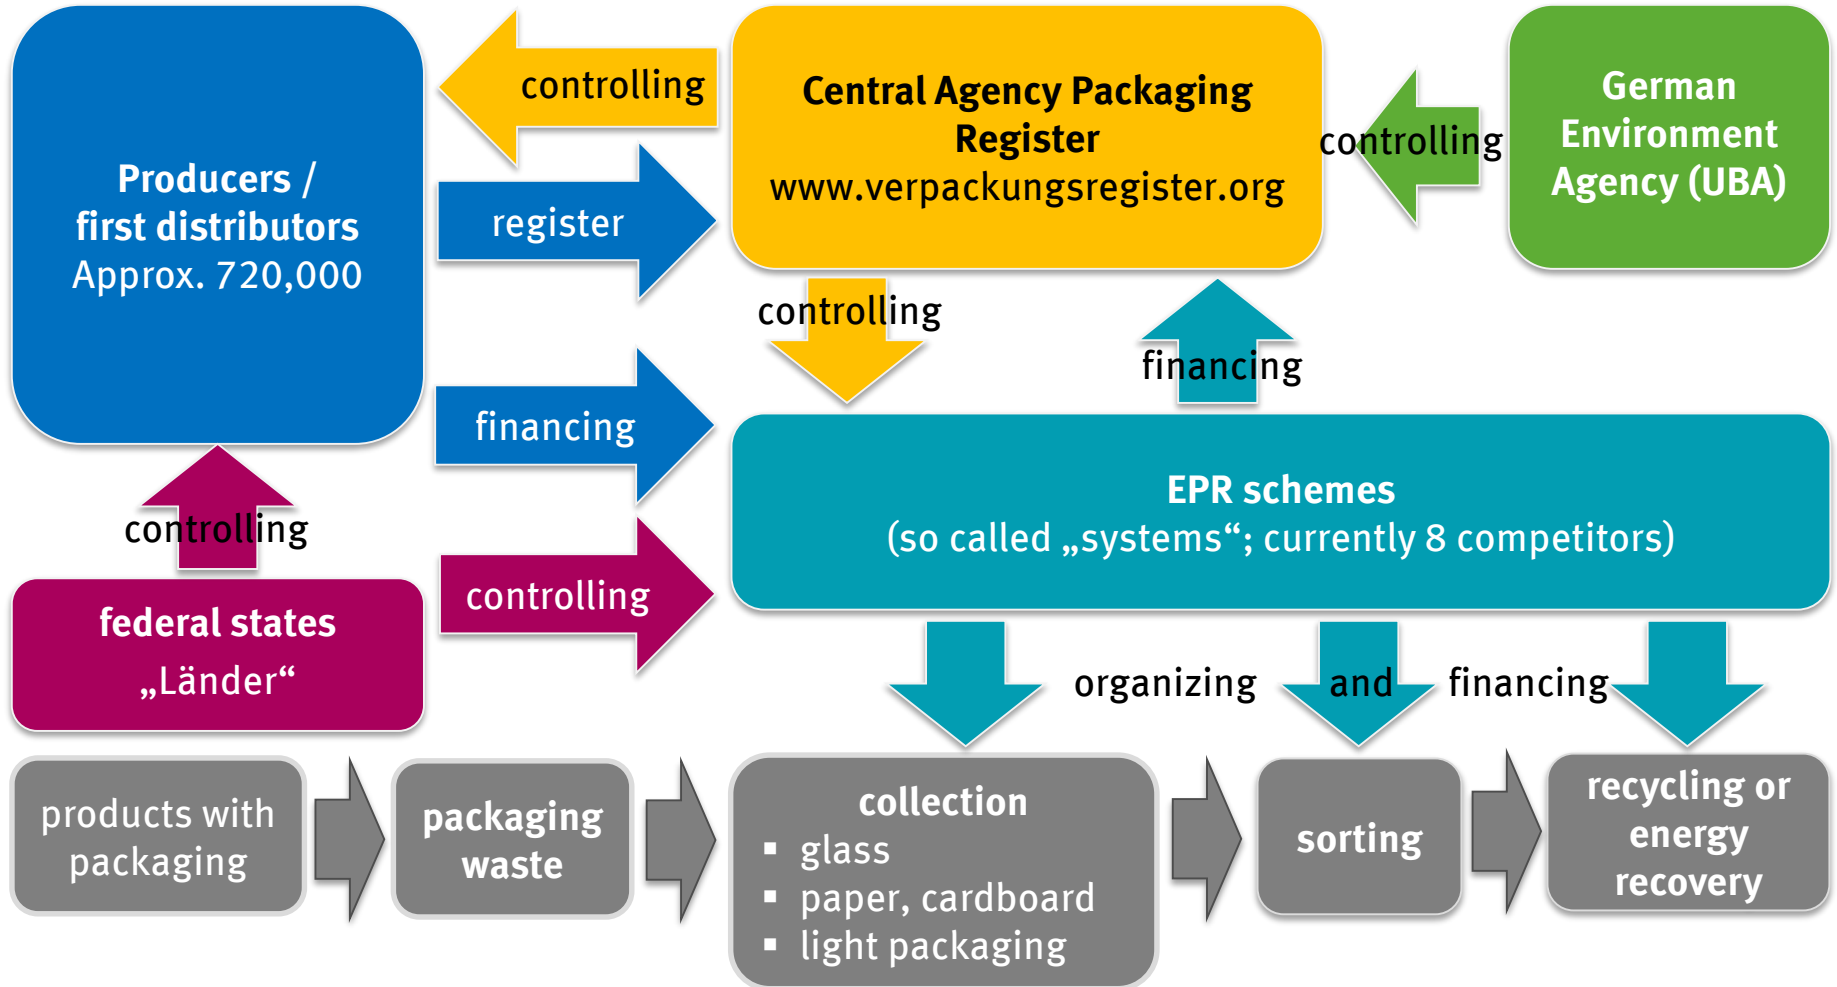 Producers /
first distributors
Approx. 720,000
controlling
register
Central Agency Packaging
Register
www.verpackungsregister.org
controlling
German
Environment
Agency (UBA)
controlling
financing
financing
controlling
controlling
EPR schemes
(so called „systems“; currently 8 competitors)
federal states
„Länder“
organizing and financing
products with
packaging
packaging
waste
collection
▪ glass
▪ paper, cardboard
▪ light packaging
sorting
recycling or
energy
recovery